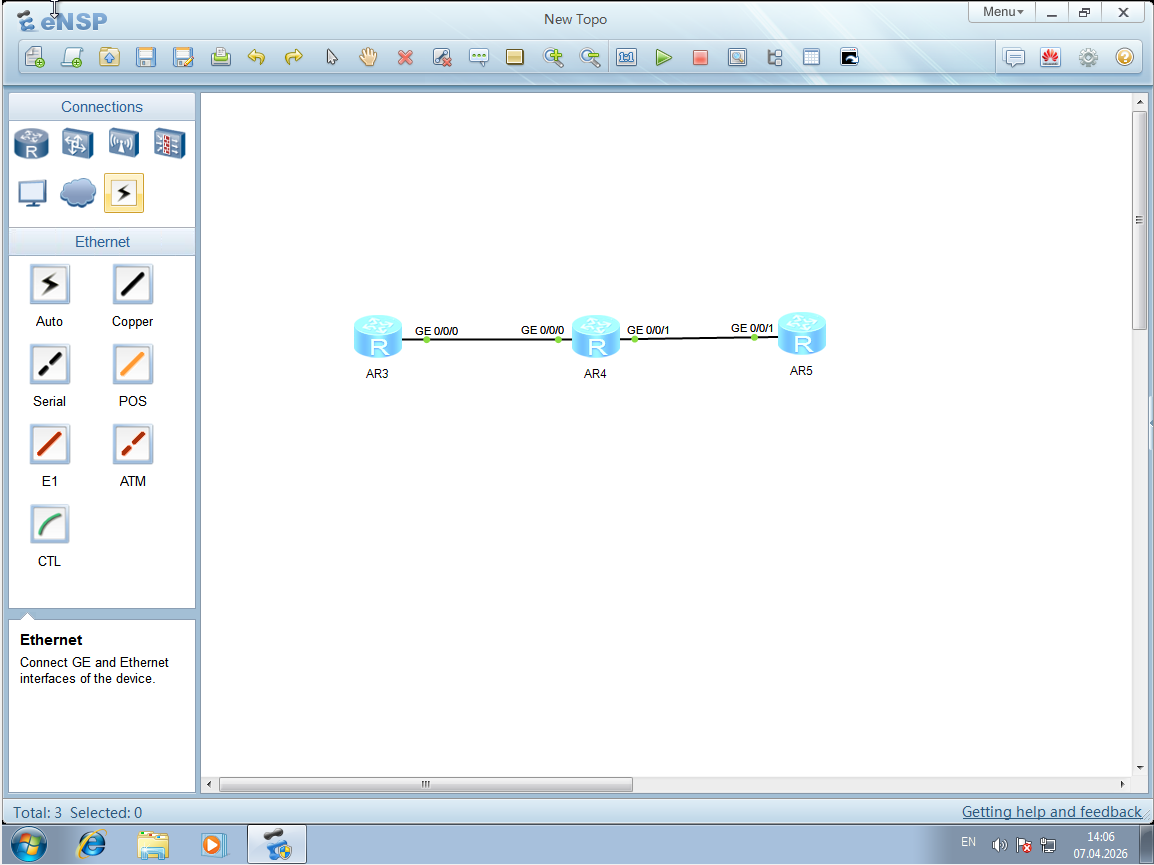 eNSP
New Topo
Menu
Connections
R
Ethernet
Auto
Copper
Serial
POS
E1
ATM
CTL
Ethernet
Connect GE and Ethernet
interfaces of the device.
GE 0/0/0
GE 0/0/0
GE 0/0/1
GE 0/0/1
R
R
R
AR3
AR4
AR5
Total: 3 Selected: 0
Getting help and feedback
EN
14:06
07.04.2026